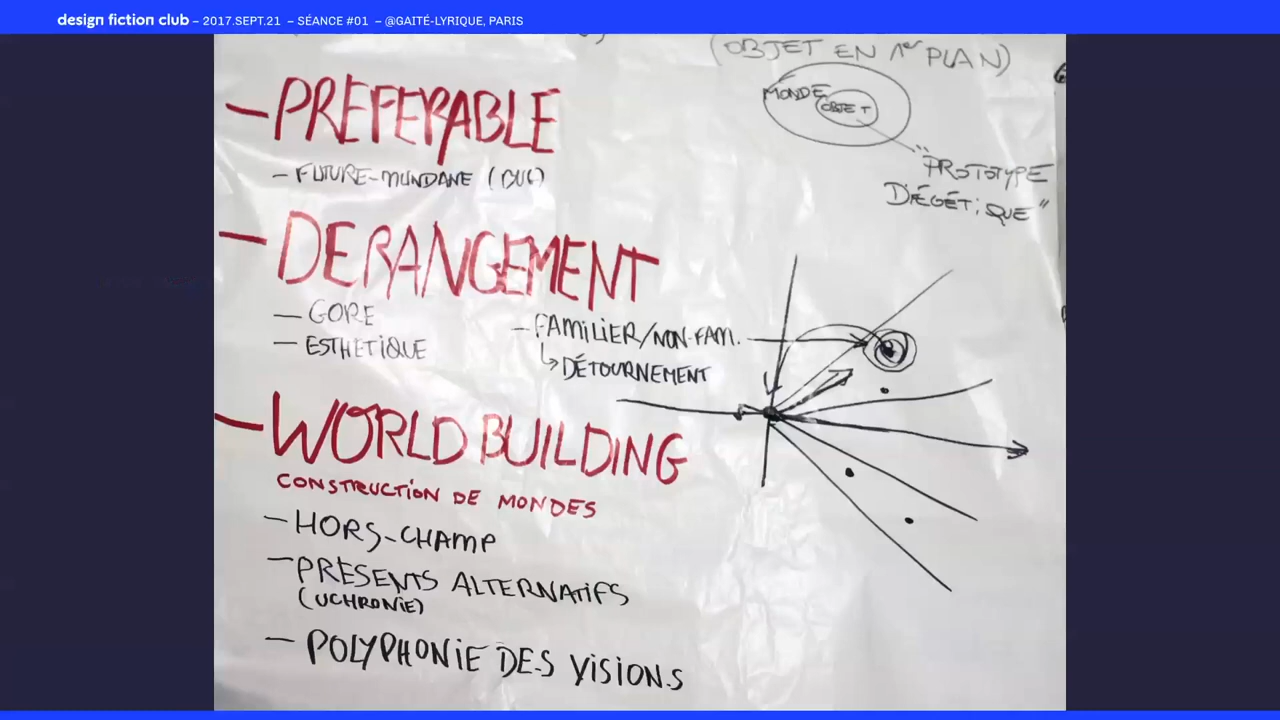 design fiction club – 2017.SEPT.21 – SÉANCE #01 – @GAITÉ-LYRIQUE, PARIS
(OBJET EN 1er PLAN)
MONDE
OBJET
"PROTOTYPE
DIÉGÉTIQUE"
– PREFERABLE
– FUTURE-MUNDANE
– DERANGEMENT
– GORE
– ESTHETIQUE
– FAMILIER/NON-FAM.
↳ DÉTOURNEMENT
– WORLD BUILDING
CONSTRUCTION DE MONDES
– HORS-CHAMP
– PRESENTS ALTERNATIFS
(UCHRONIE)
– POLYPHONIE DES VISIONS